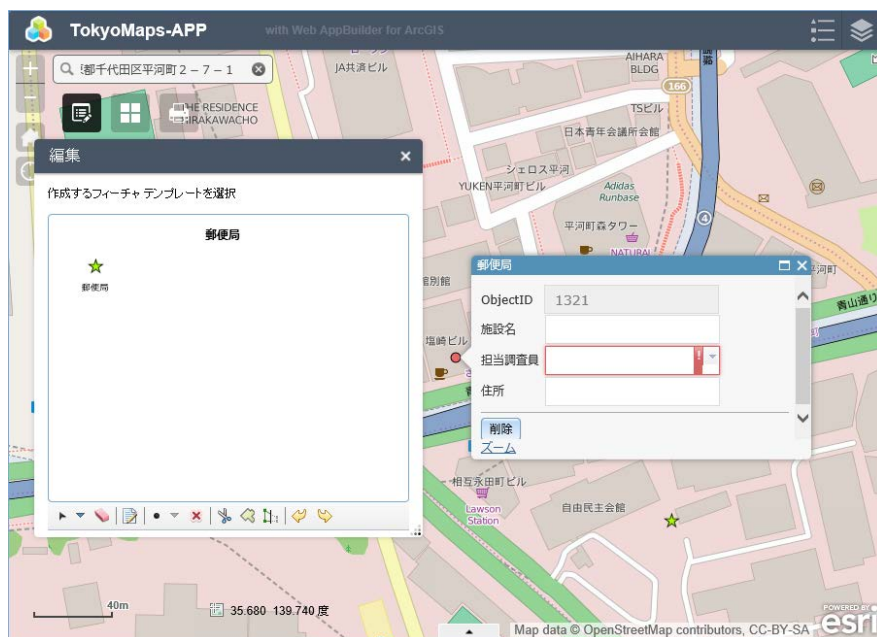 TokyoMaps-APP
with Web AppBuilder for ArcGIS
都千代田区平河町２－７－１
JA共済ビル
AIHARA
BLDG
166
TSビル
THE RESIDENCE
HIRAKAWACHO
日本青年会議所会館
シェロス平河
YUKEN平河町ビル
Adidas
Runbase
4
平河町森タワー
NATURAL
編集
作成するフィーチャ テンプレートを選択
郵便局
郵便局
郵便局
ObjectID
1321
施設名
担当調査員
住所
削除
ズーム
館別館
塩崎ビル
平河町
青山通り
相互永田町ビル
Lawson
Station
自由民主会館
40m
35.680 139.740 度
Map data © OpenStreetMap contributors, CC-BY-SA
POWERED BY
esri